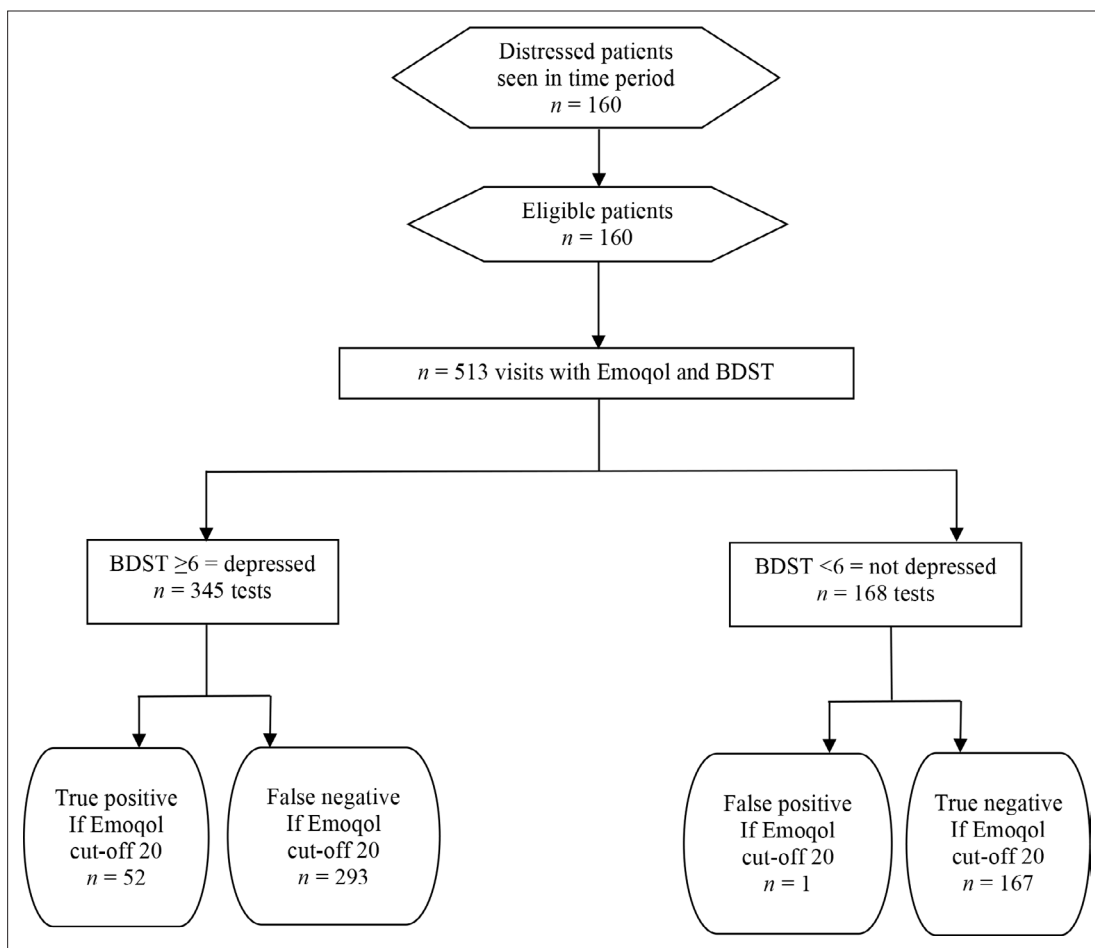 Distressed patients
seen in time period
n = 160
Eligible patients
n = 160
n = 513 visits with Emoqol and BDST
BDST ≥6 = depressed
n = 345 tests
BDST <6 = not depressed
n = 168 tests
True positive
If Emoqol
cut-off 20
n = 52
False negative
If Emoqol
cut-off 20
n = 293
False positive
If Emoqol
cut-off 20
n = 1
True negative
If Emoqol
cut-off 20
n = 167